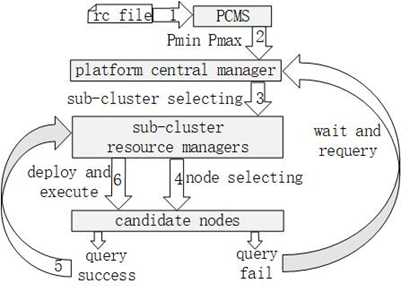 rc file 1 PCMS
Pmin Pmax 2
platform central manager
sub-cluster selecting 3
sub-cluster
resource managers
wait and
requery
deploy and
execute
6 4 node selecting
candidate nodes
5 query
success
query
fail